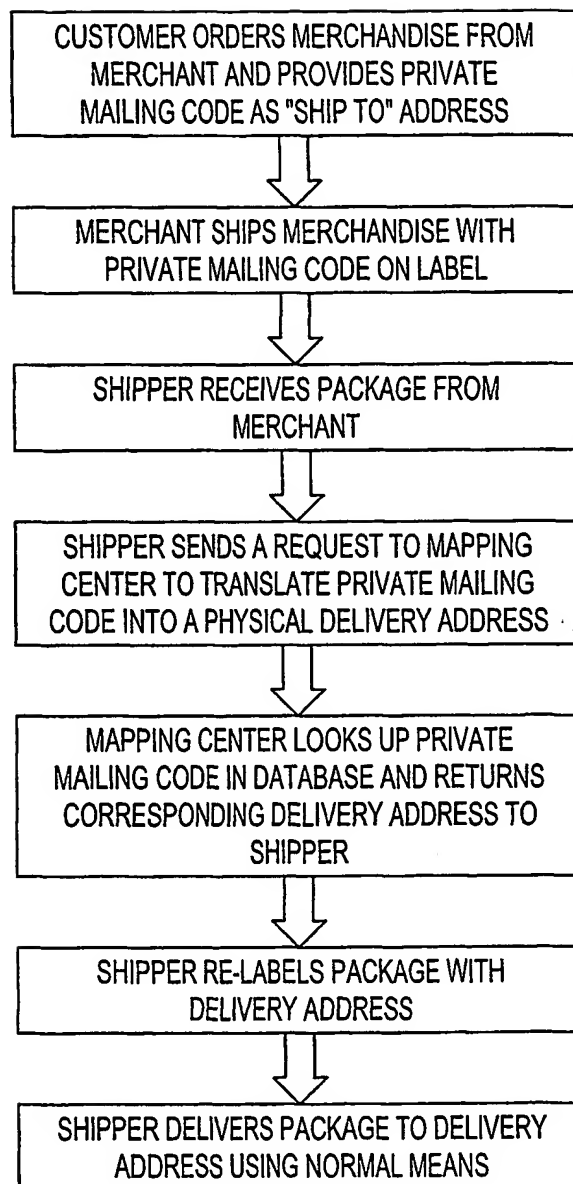 CUSTOMER ORDERS MERCHANDISE FROM
MERCHANT AND PROVIDES PRIVATE
MAILING CODE AS "SHIP TO" ADDRESS
MERCHANT SHIPS MERCHANDISE WITH
PRIVATE MAILING CODE ON LABEL
SHIPPER RECEIVES PACKAGE FROM
MERCHANT
SHIPPER SENDS A REQUEST TO MAPPING
CENTER TO TRANSLATE PRIVATE MAILING
CODE INTO A PHYSICAL DELIVERY ADDRESS
MAPPING CENTER LOOKS UP PRIVATE
MAILING CODE IN DATABASE AND RETURNS
CORRESPONDING DELIVERY ADDRESS TO
SHIPPER
SHIPPER RE-LABELS PACKAGE WITH
DELIVERY ADDRESS
SHIPPER DELIVERS PACKAGE TO DELIVERY
ADDRESS USING NORMAL MEANS